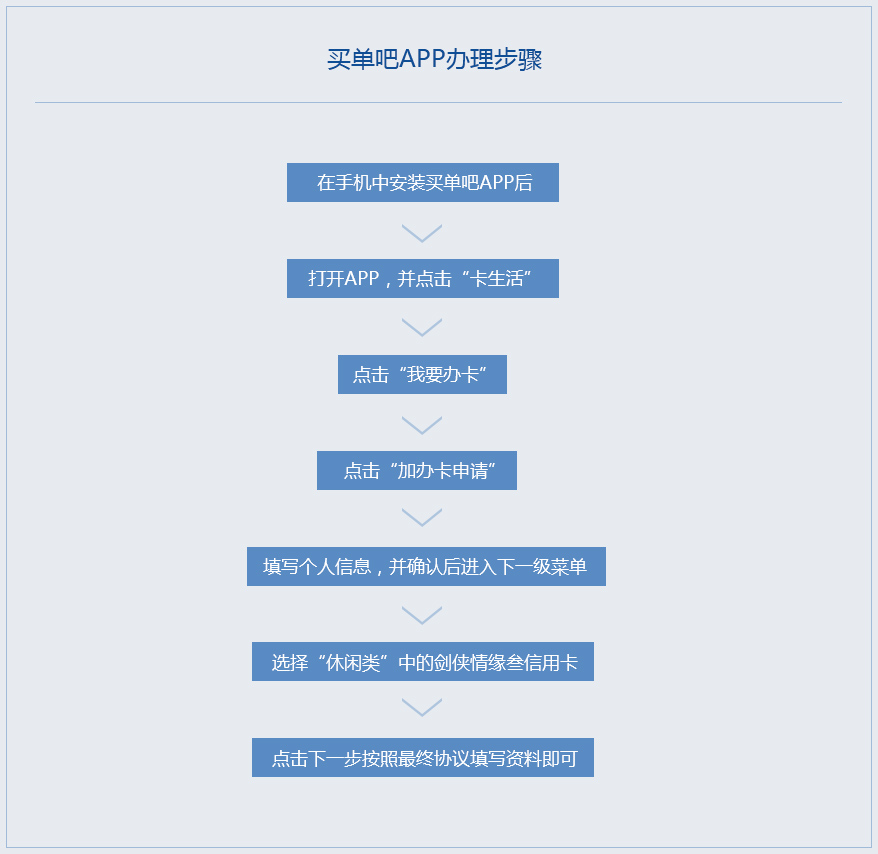 买单吧APP办理步骤
在手机中安装买单吧APP后
打开APP，并点击“卡生活”
点击“我要办卡”
点击“加办卡申请”
填写个人信息，并确认后进入下一级菜单
选择“休闲类”中的剑侠情缘叁信用卡
点击下一步按照最终协议填写资料即可